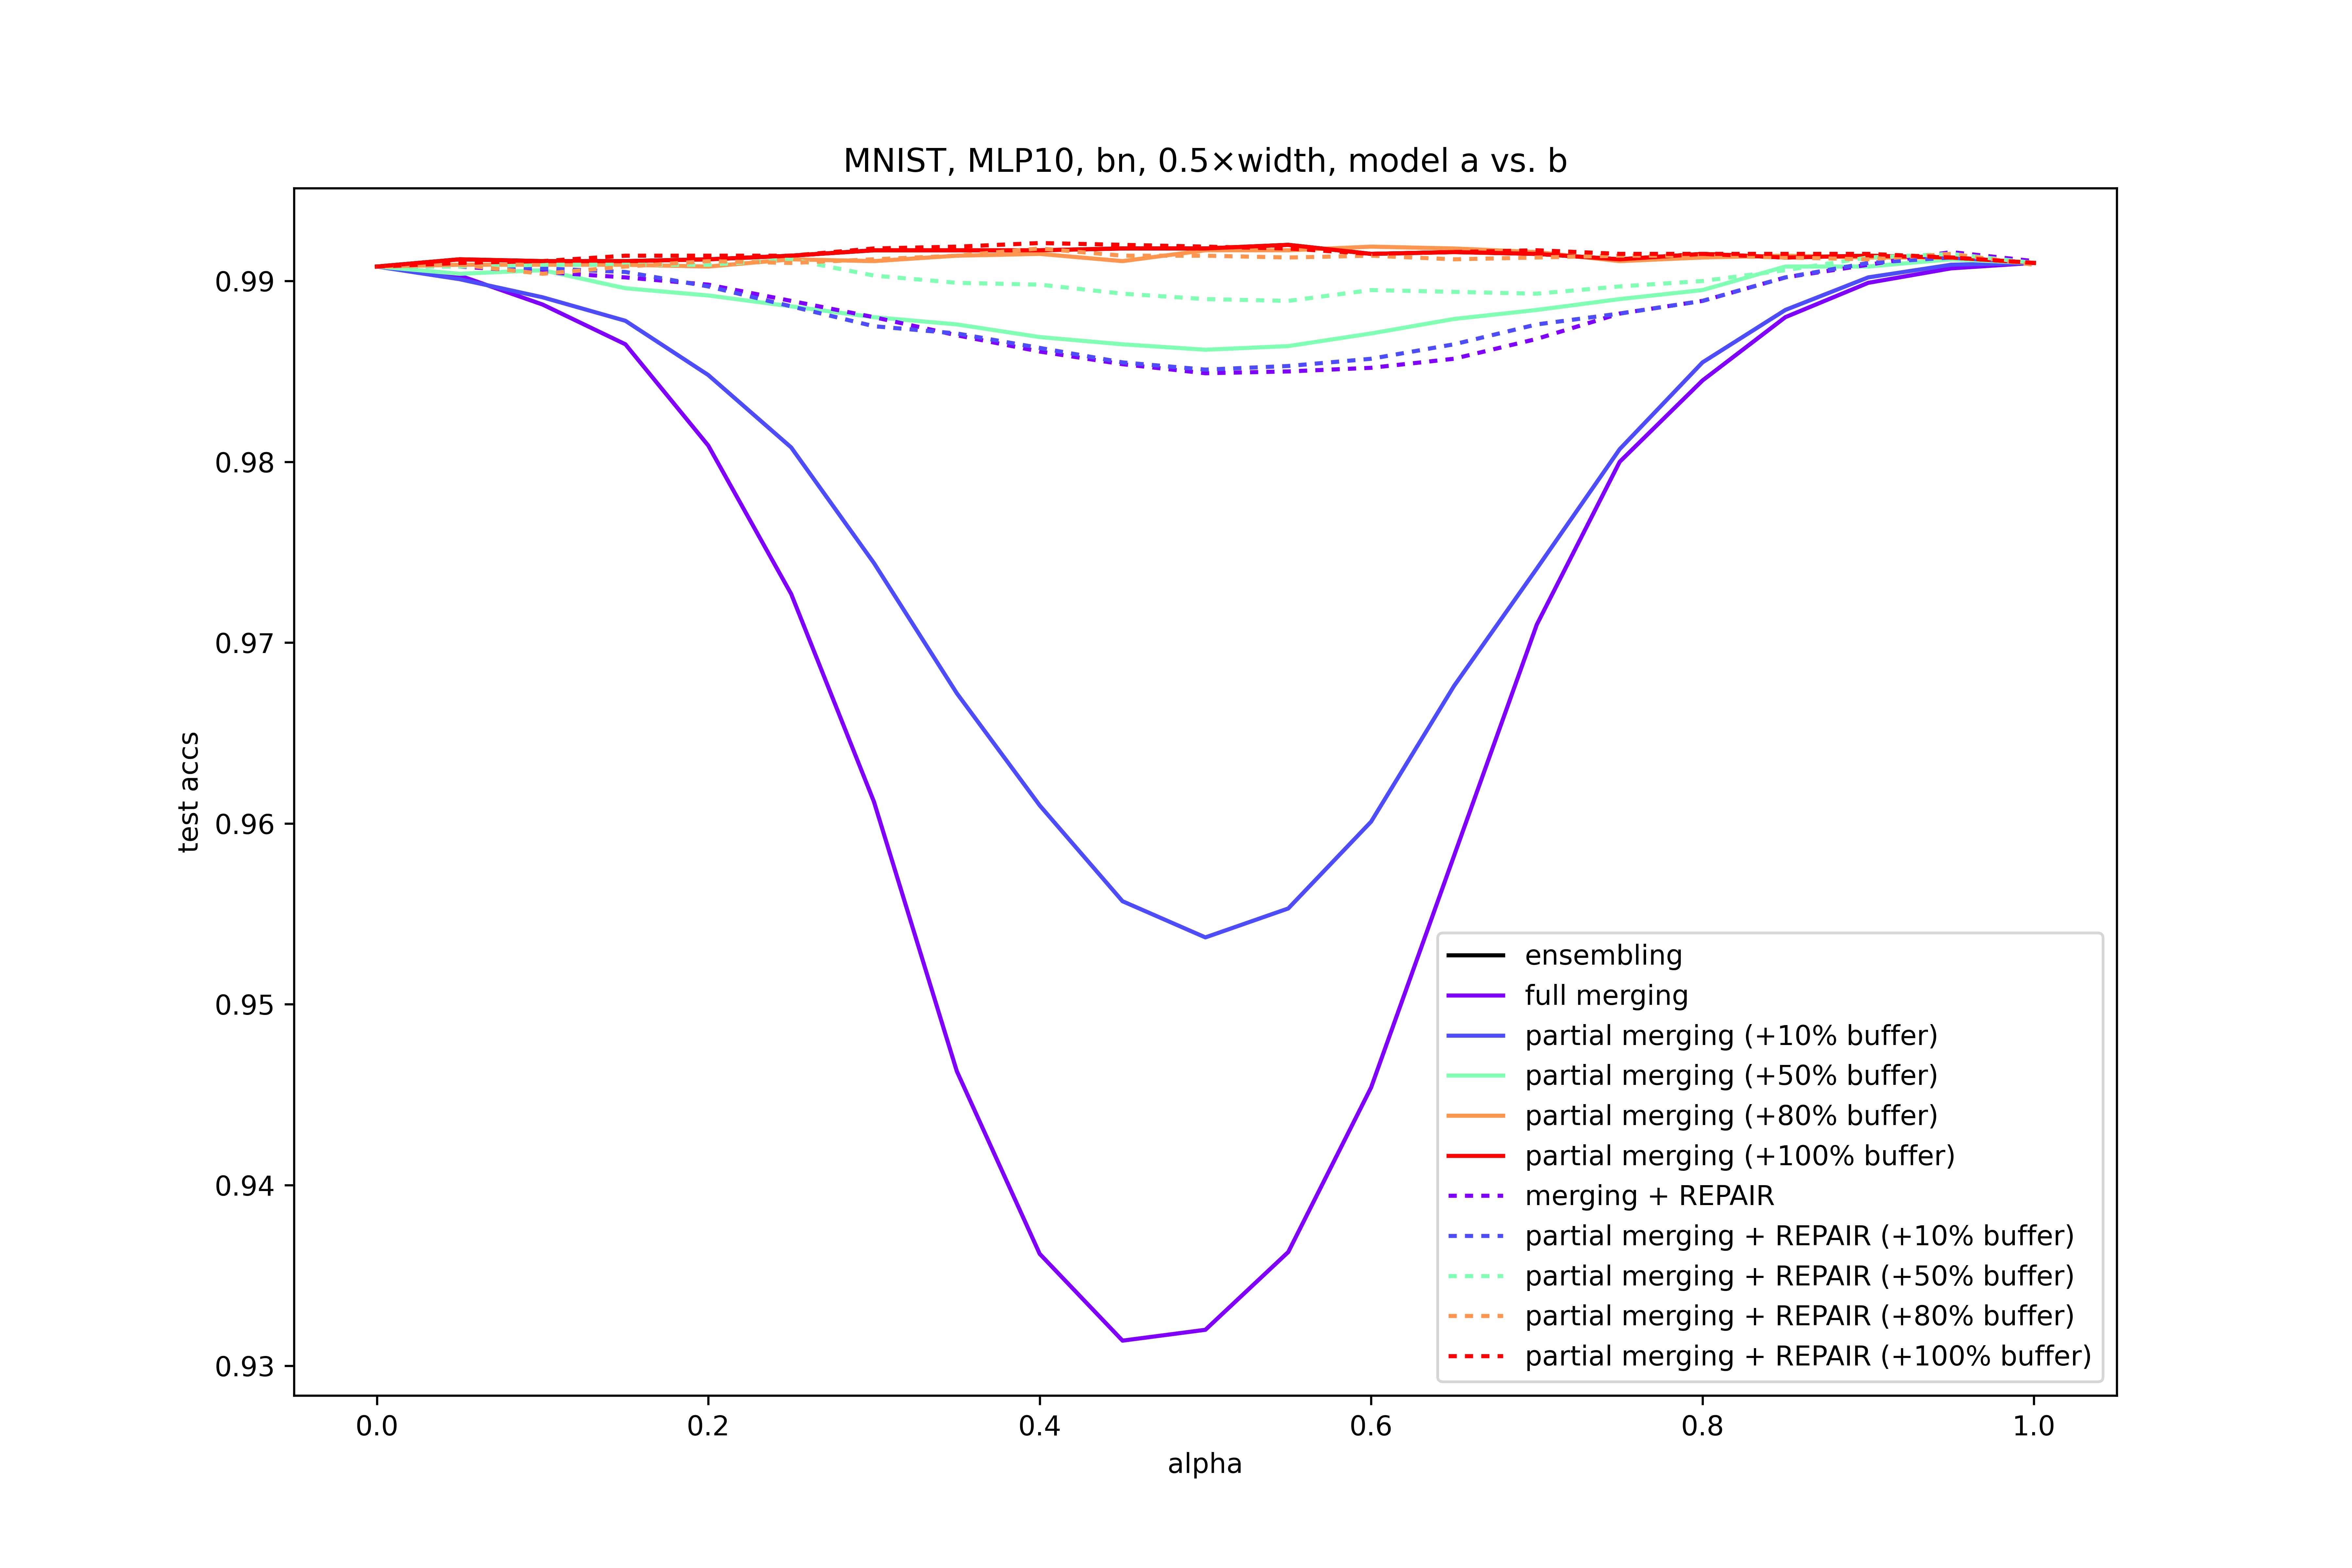 MNIST, MLP10, bn, 0.5×width, model a vs. b
0.99
0.98
0.97
0.96
0.95
0.94
0.93
test accs
0.0
0.2
0.4
0.6
0.8
1.0
alpha
ensembling
full merging
partial merging (+10% buffer)
partial merging (+50% buffer)
partial merging (+80% buffer)
partial merging (+100% buffer)
merging + REPAIR
partial merging + REPAIR (+10% buffer)
partial merging + REPAIR (+50% buffer)
partial merging + REPAIR (+80% buffer)
partial merging + REPAIR (+100% buffer)